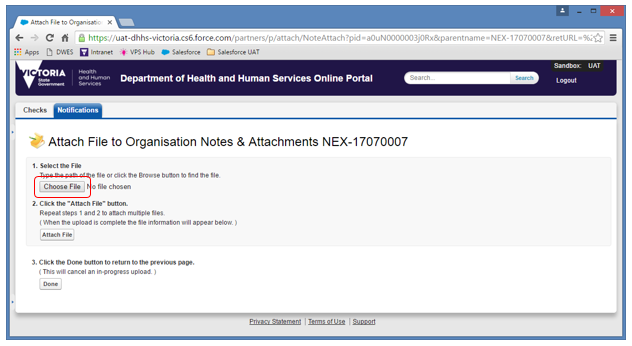 Attach File to Organisatio
https://uat-dhhs-victoria.cs6.force.com/partners/p/attach/NoteAttach?pid=a0uN0000003j0Rx&parentname=NEX-17070007&retURL=%
Apps DWES Intranet VPS Hub Salesforce Salesforce UAT
Sandbox: UAT
VICTORIA
State
Government
Health
and Human
Services
Department of Health and Human Services Online Portal
Search...
Search
Logout
Checks Notifications
Attach File to Organisation Notes & Attachments NEX-17070007
1. Select the File
Type the path of the file or click the Browse button to find the file.
Choose File No file chosen
2. Click the "Attach File" button.
Repeat steps 1 and 2 to attach multiple files.
( When the upload is complete the file information will appear below. )
Attach File
3. Click the Done button to return to the previous page.
( This will cancel an in-progress upload. )
Done
Privacy Statement | Terms of Use | Support